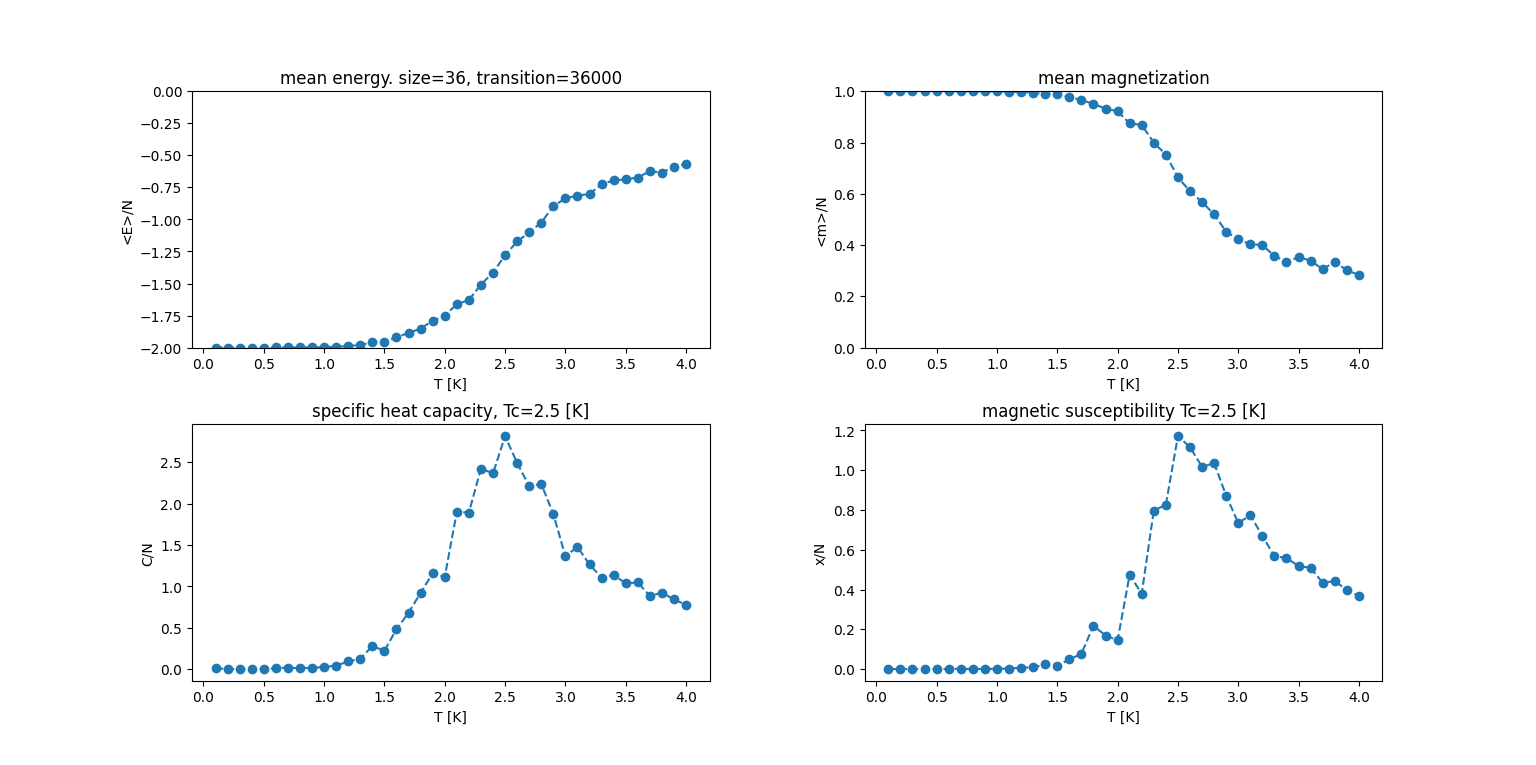 mean energy. size=36, transition=36000
0.00
−0.25
−0.50
−0.75
−1.00
−1.25
−1.50
−1.75
−2.00
<E>/N
0.0 0.5 1.0 1.5 2.0 2.5 3.0 3.5 4.0
T [K]
mean magnetization
1.0
0.8
0.6
0.4
0.2
0.0
<m>/N
0.0 0.5 1.0 1.5 2.0 2.5 3.0 3.5 4.0
T [K]
specific heat capacity, Tc=2.5 [K]
2.5
2.0
1.5
1.0
0.5
0.0
C/N
0.0 0.5 1.0 1.5 2.0 2.5 3.0 3.5 4.0
T [K]
magnetic susceptibility Tc=2.5 [K]
1.2
1.0
0.8
0.6
0.4
0.2
0.0
x/N
0.0 0.5 1.0 1.5 2.0 2.5 3.0 3.5 4.0
T [K]